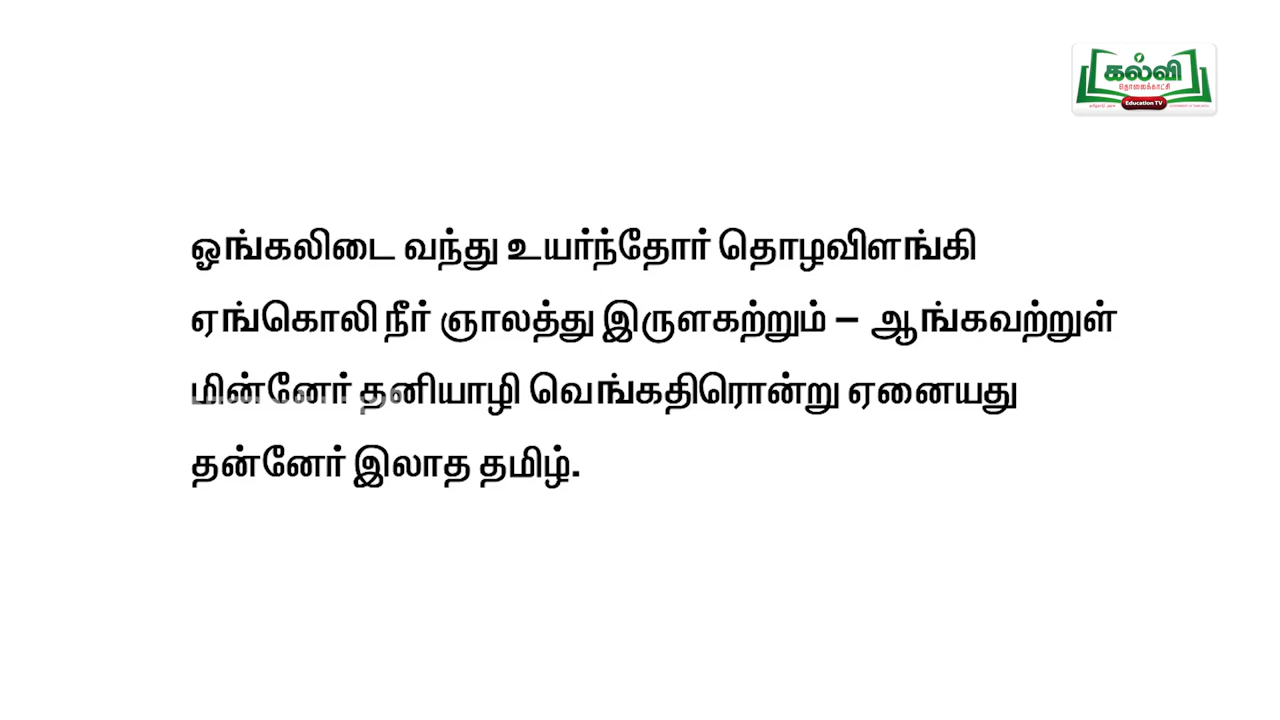 கல்வி
தொலைக்காட்சி
Education TV
ஓங்கலிடை வந்து உயர்ந்தோர் தொழவிளங்கி
ஏங்கொலி நீர் ஞாலத்து இருளகற்றும் – ஆங்கவற்றுள்
மின்னேர் தனியாழி வெங்கதிரொன்று ஏனையது
தன்னேர் இலாத தமிழ்.